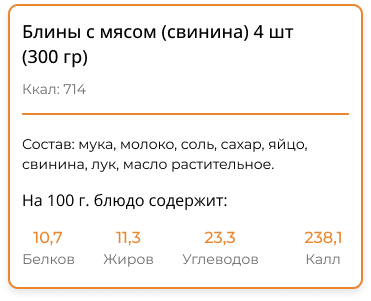 Блины с мясом (свинина) 4 шт
(300 гр)
Ккал: 714
Состав: мука, молоко, соль, сахар, яйцо,
свинина, лук, масло растительное.
На 100 г. блюдо содержит:
10,7 11,3 23,3 238,1
Белков Жиров Углеводов Калл